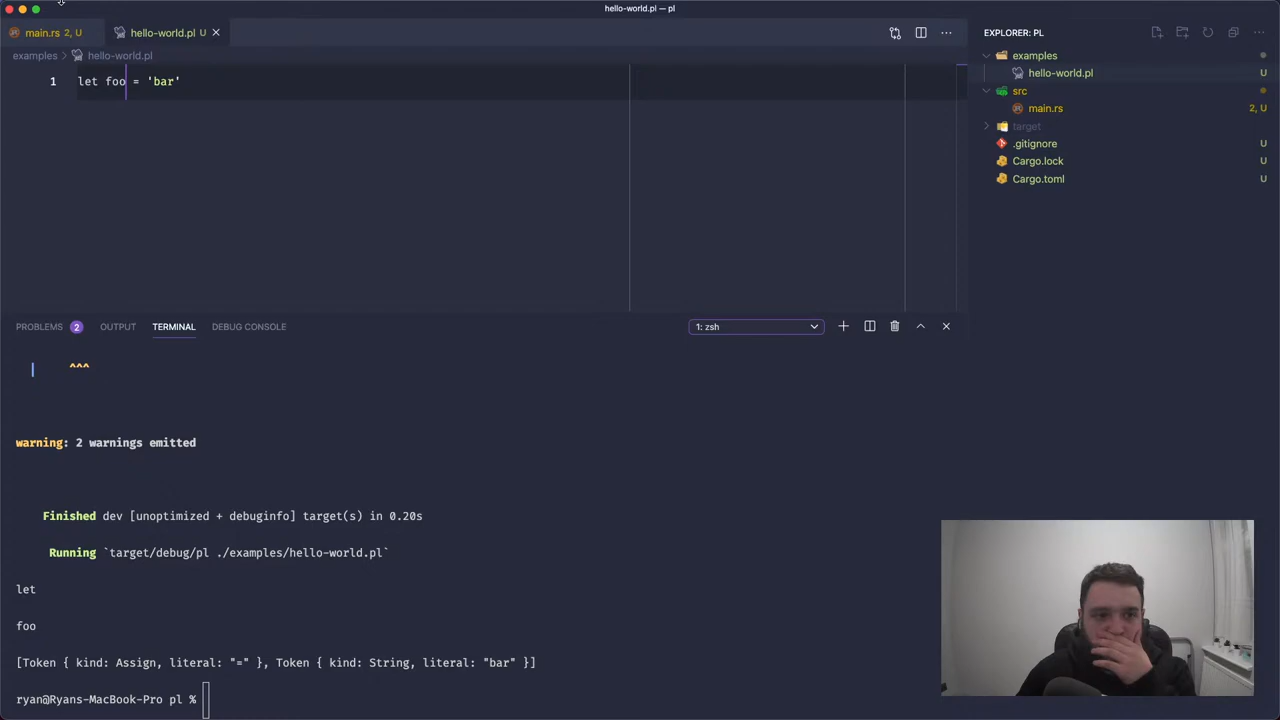 hello-world.pl — pl
main.rs 2, U
hello-world.pl U
EXPLORER: PL
examples
hello-world.pl
examples
hello-world.pl U
src
main.rs 2, U
target
.gitignore U
Cargo.lock U
Cargo.toml U
1 let foo = 'bar'
PROBLEMS 2 OUTPUT TERMINAL DEBUG CONSOLE 1: zsh
| ^^^
warning: 2 warnings emitted
Finished dev [unoptimized + debuginfo] target(s) in 0.20s
Running `target/debug/pl ./examples/hello-world.pl`
let
foo
[Token { kind: Assign, literal: "=" }, Token { kind: String, literal: "bar" }]
ryan@Ryans-MacBook-Pro pl %